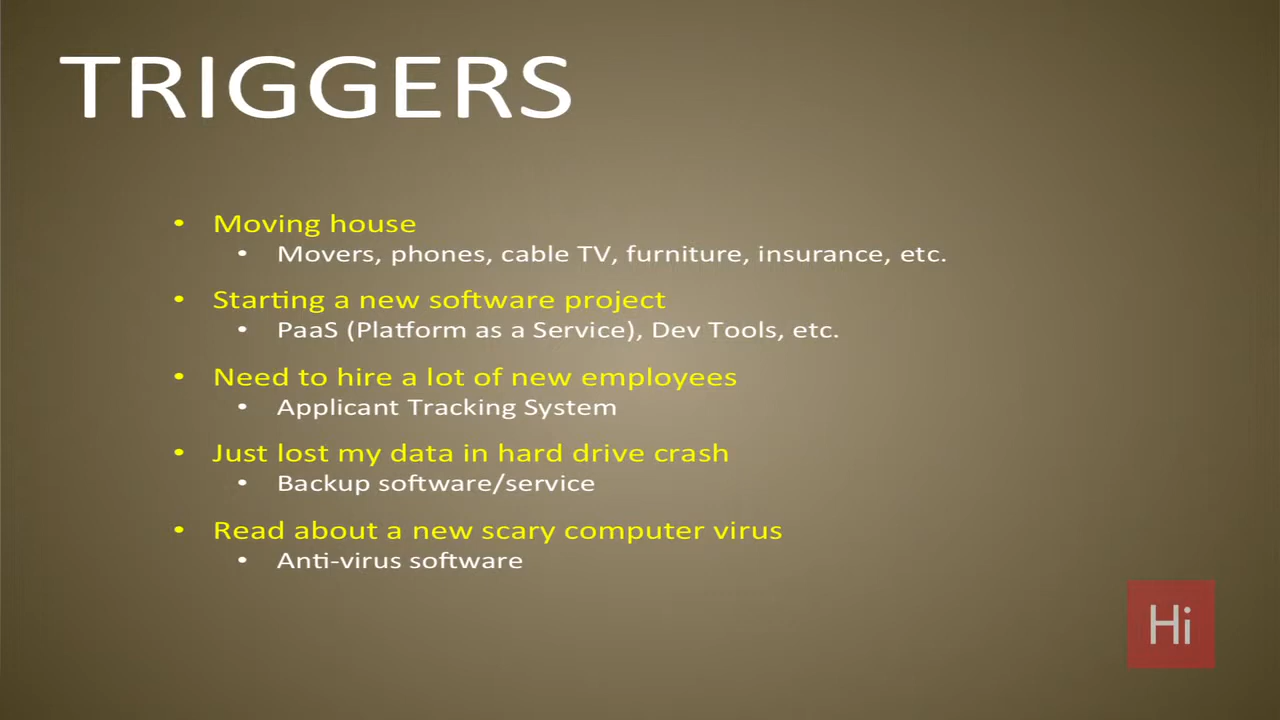 TRIGGERS
• Moving house
• Movers, phones, cable TV, furniture, insurance, etc.
• Starting a new software project
• PaaS (Platform as a Service), Dev Tools, etc.
• Need to hire a lot of new employees
• Applicant Tracking System
• Just lost my data in hard drive crash
• Backup software/service
• Read about a new scary computer virus
• Anti-virus software
Hi